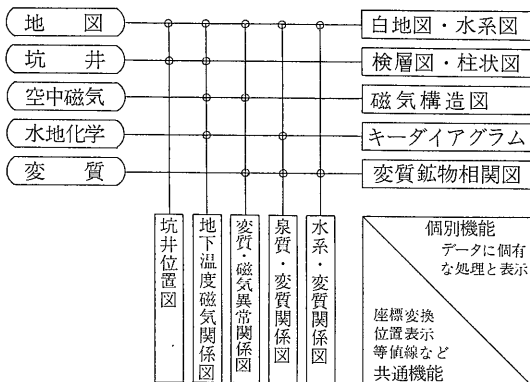 地図
白地図・水系図
坑井
検層図・柱状図
空中磁気
磁気構造図
水地化学
キーダイアグラム
変質
変質鉱物相関図
坑井位置図
地下温度磁気関係図
変質・磁気異常関係図
泉質・変質関係図
水系・変質関係図
個別機能
データに個有
な処理と表示
座標変換
位置表示
等値線など
共通機能